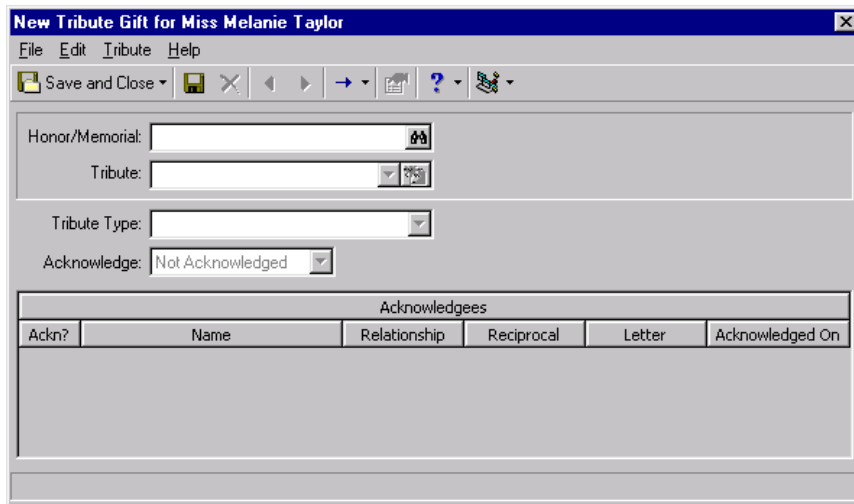 New Tribute Gift for Miss Melanie Taylor
File Edit Tribute Help
Save and Close ?
Honor/Memorial:
Tribute:
Tribute Type:
Acknowledge: Not Acknowledged
Acknowledgees
Ackn? Name Relationship Reciprocal Letter Acknowledged On